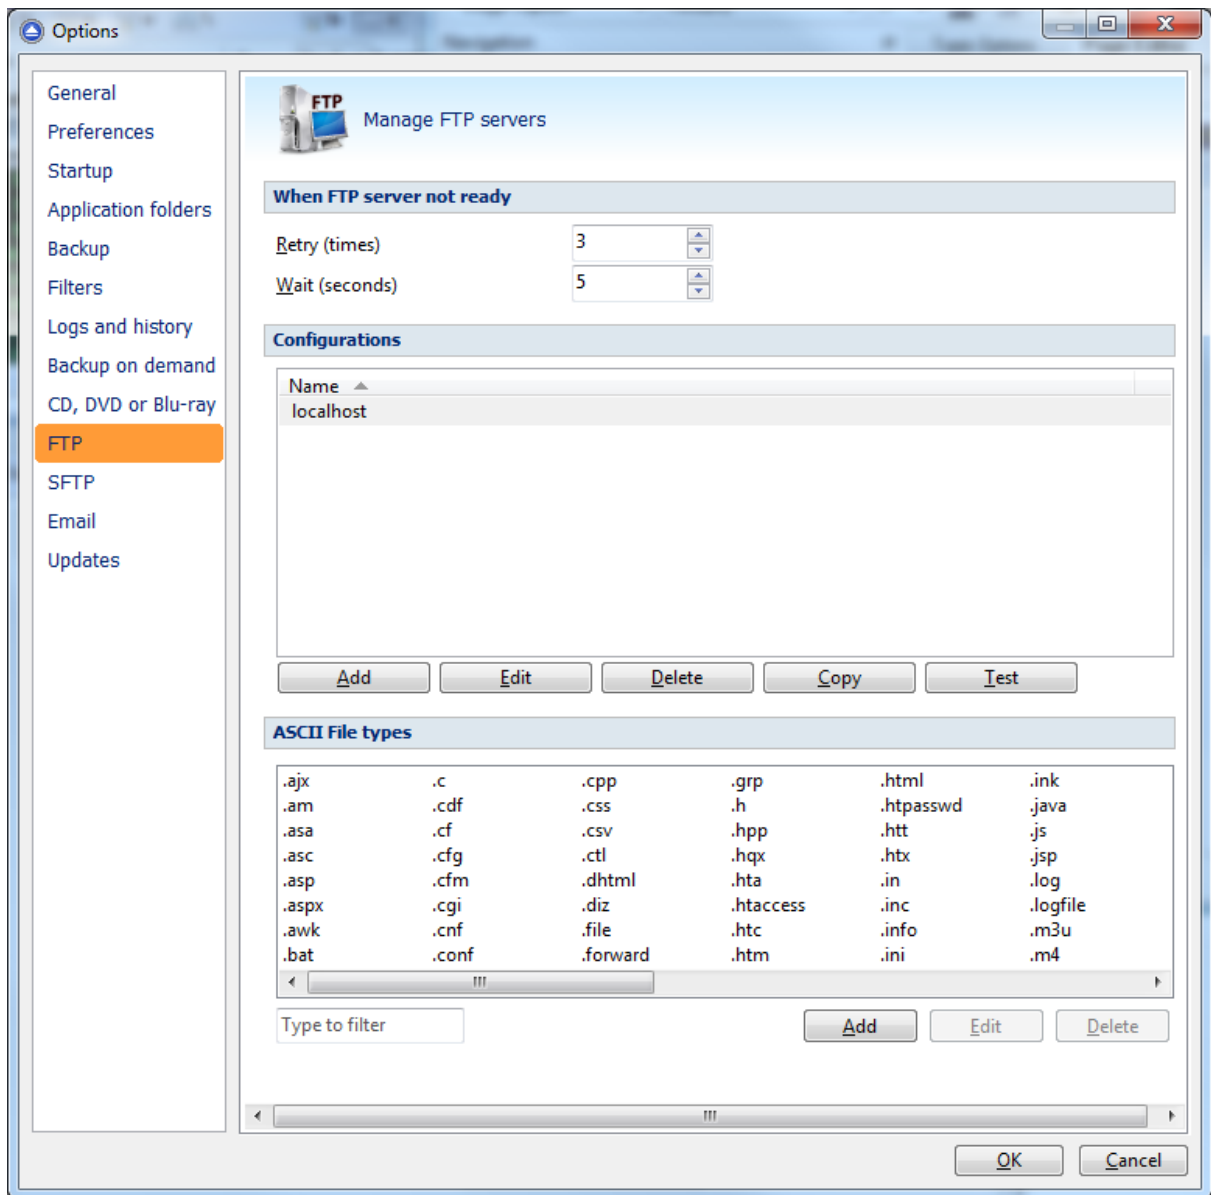 Options
General
Preferences
Startup
Application folders
Backup
Filters
Logs and history
Backup on demand
CD, DVD or Blu-ray
FTP
SFTP
Email
Updates
FTP
Manage FTP servers
When FTP server not ready
Retry (times) 3
Wait (seconds) 5
Configurations
Name
localhost
Add Edit Delete Copy Test
ASCII File types
.ajx .c .cpp .grp .html .ink
.am .cdf .css .h .htpasswd .java
.asa .cf .csv .hpp .htt .js
.asc .cfg .ctl .hqx .htx .jsp
.asp .cfm .dhtml .hta .in .log
.aspx .cgi .diz .htaccess .inc .logfile
.awk .cnf .file .htc .info .m3u
.bat .conf .forward .htm .ini .m4
Type to filter Add Edit Delete
OK Cancel